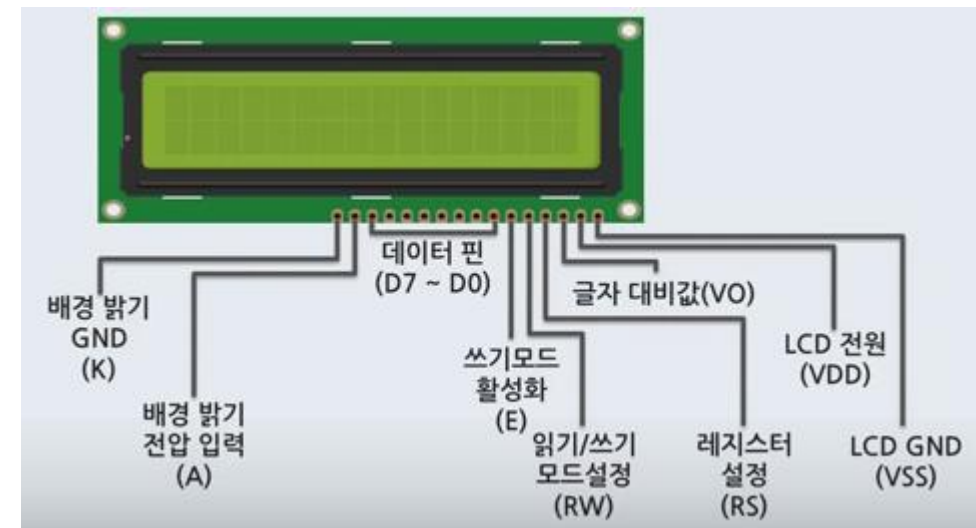 데이터 핀
(D7 ~ D0)
글자 대비값(VO)
배경 밝기
GND
(K)
쓰기모드
활성화
(E)
LCD 전원
(VDD)
배경 밝기
전압 입력
(A)
읽기/쓰기
모드설정
(RW)
레지스터
설정
(RS)
LCD GND
(VSS)